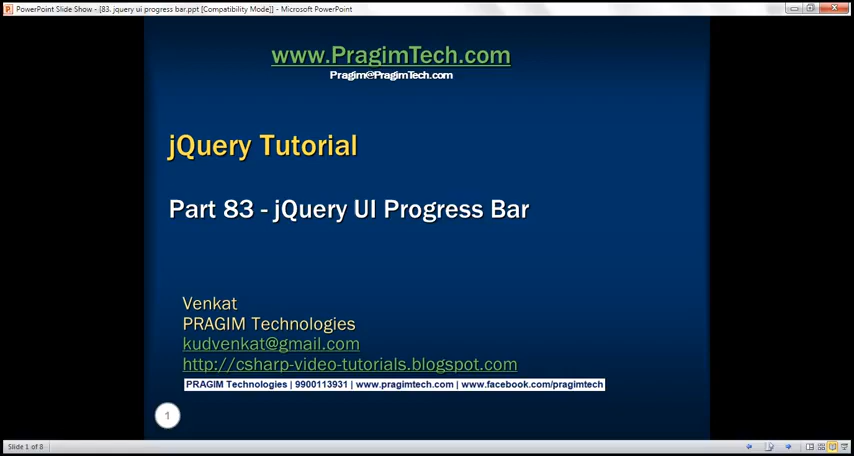 PowerPoint Slide Show - [83. jquery ui progress bar.ppt [Compatibility Mode]] - Microsoft PowerPoint
www.PragimTech.com
Pragim@PragimTech.com
jQuery Tutorial
Part 83 - jQuery UI Progress Bar
Venkat
PRAGIM Technologies
kudvenkat@gmail.com
http://csharp-video-tutorials.blogspot.com
PRAGIM Technologies | 9900113931 | www.pragimtech.com | www.facebook.com/pragimtech
1
Slide 1 of 8